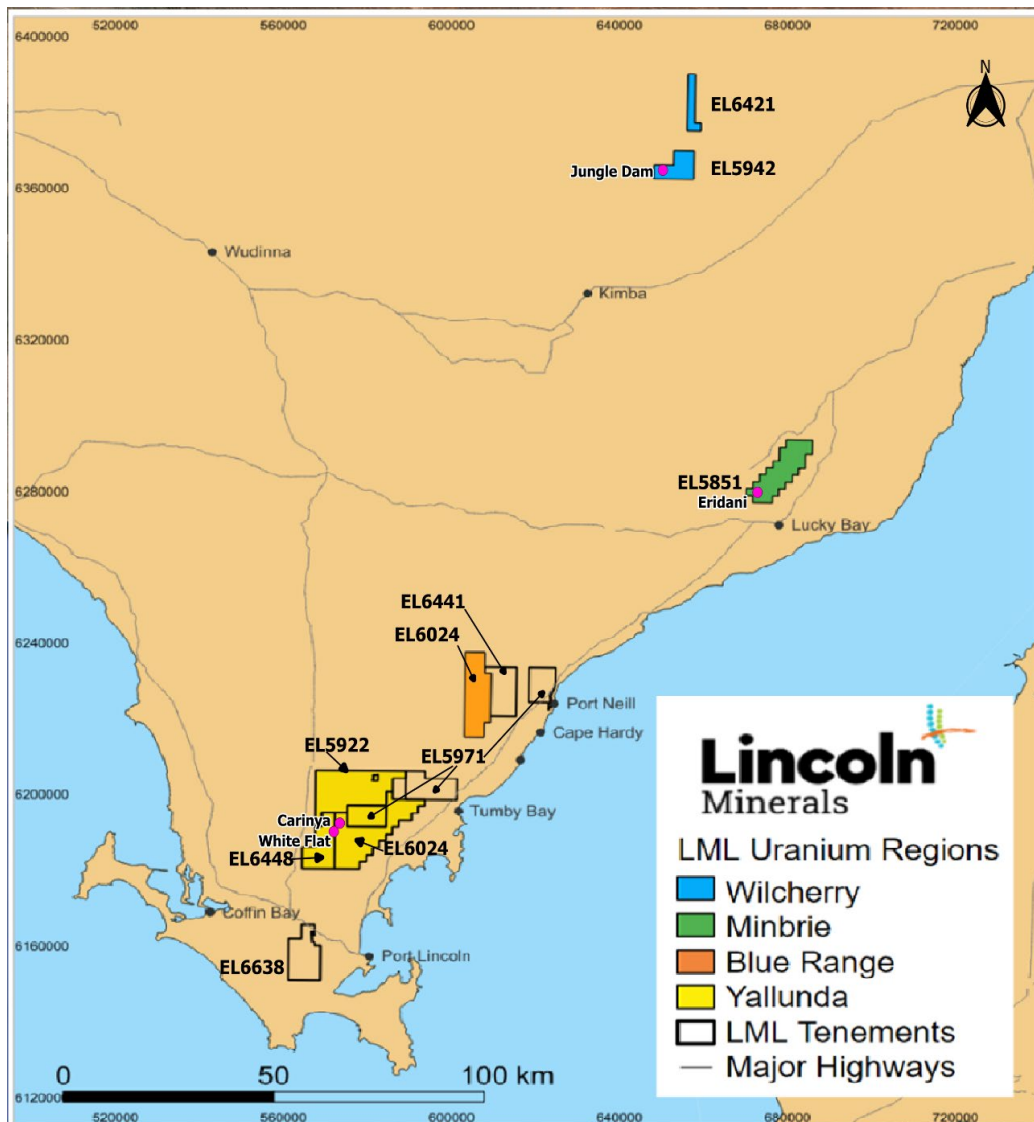 520000 560000 600000 640000 680000 720000
6400000
N
EL6421
Jungle Dam
EL5942
6360000
Wudinna
Kimba
6320000
EL5851
6280000
Eridani
Lucky Bay
EL6441
EL6024
6240000
Port Neill
Cape Hardy
EL5922
EL5971
6200000
Tumby Bay
Carinya
White Flat
EL6448
EL6024
Coffin Bay
6160000
Port Lincoln
EL6638
Lincoln
Minerals
LML Uranium Regions
Wilcherry
Minbrie
Blue Range
Yallunda
LML Tenements
Major Highways
0 50 100 km
6120000
520000 560000 600000 640000 680000 720000